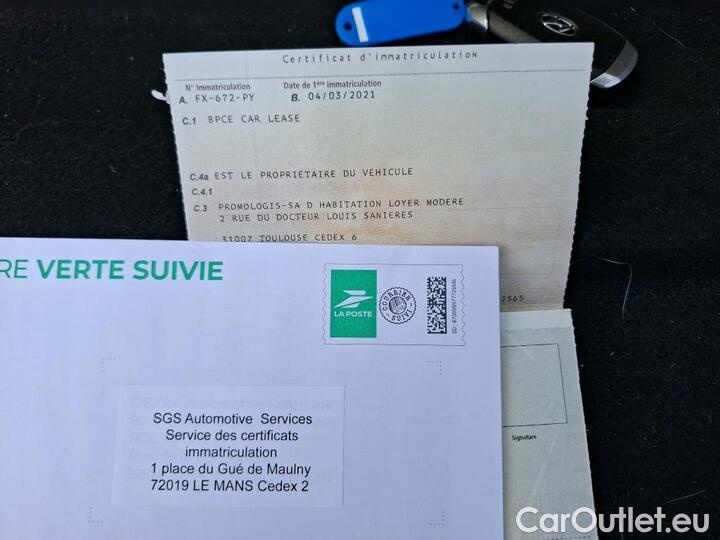 Certificat d'immatriculation
N° Immatriculation
Date de 1ère immatriculation
A. FX-672-PY
B. 04/03/2021
C.1 BPCE CAR LEASE
C.4a EST LE PROPRIÉTAIRE DU VEHICULE
C.4.1
C.3 PROMOLOGIS-SA D HABITATION LOYER MODERE
2 RUE DU DOCTEUR LOUIS SANIERES
31007 TOULOUSE CEDEX 6
RE VERTE SUIVIE
LA POSTE
COURRIER SUIVI
Signature
SGS Automotive Services
Service des certificats
immatriculation
1 place du Gué de Maulny
72019 LE MANS Cedex 2
CarOutlet.eu